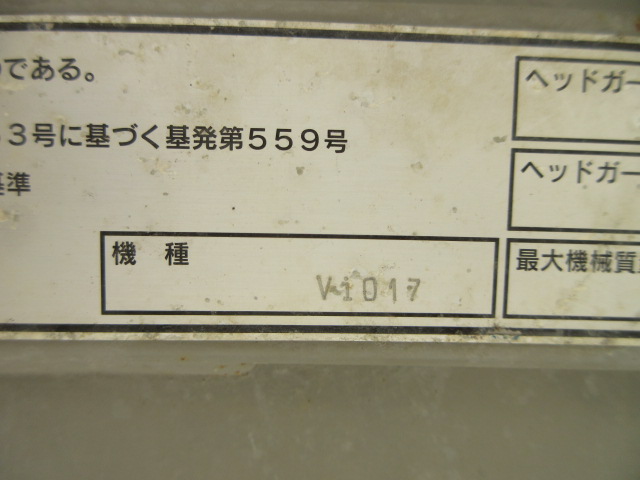 のである。
3号に基づく基発第559号
基準
機 種
ViO17
ヘッドガー
ヘッドガー
最大機械質